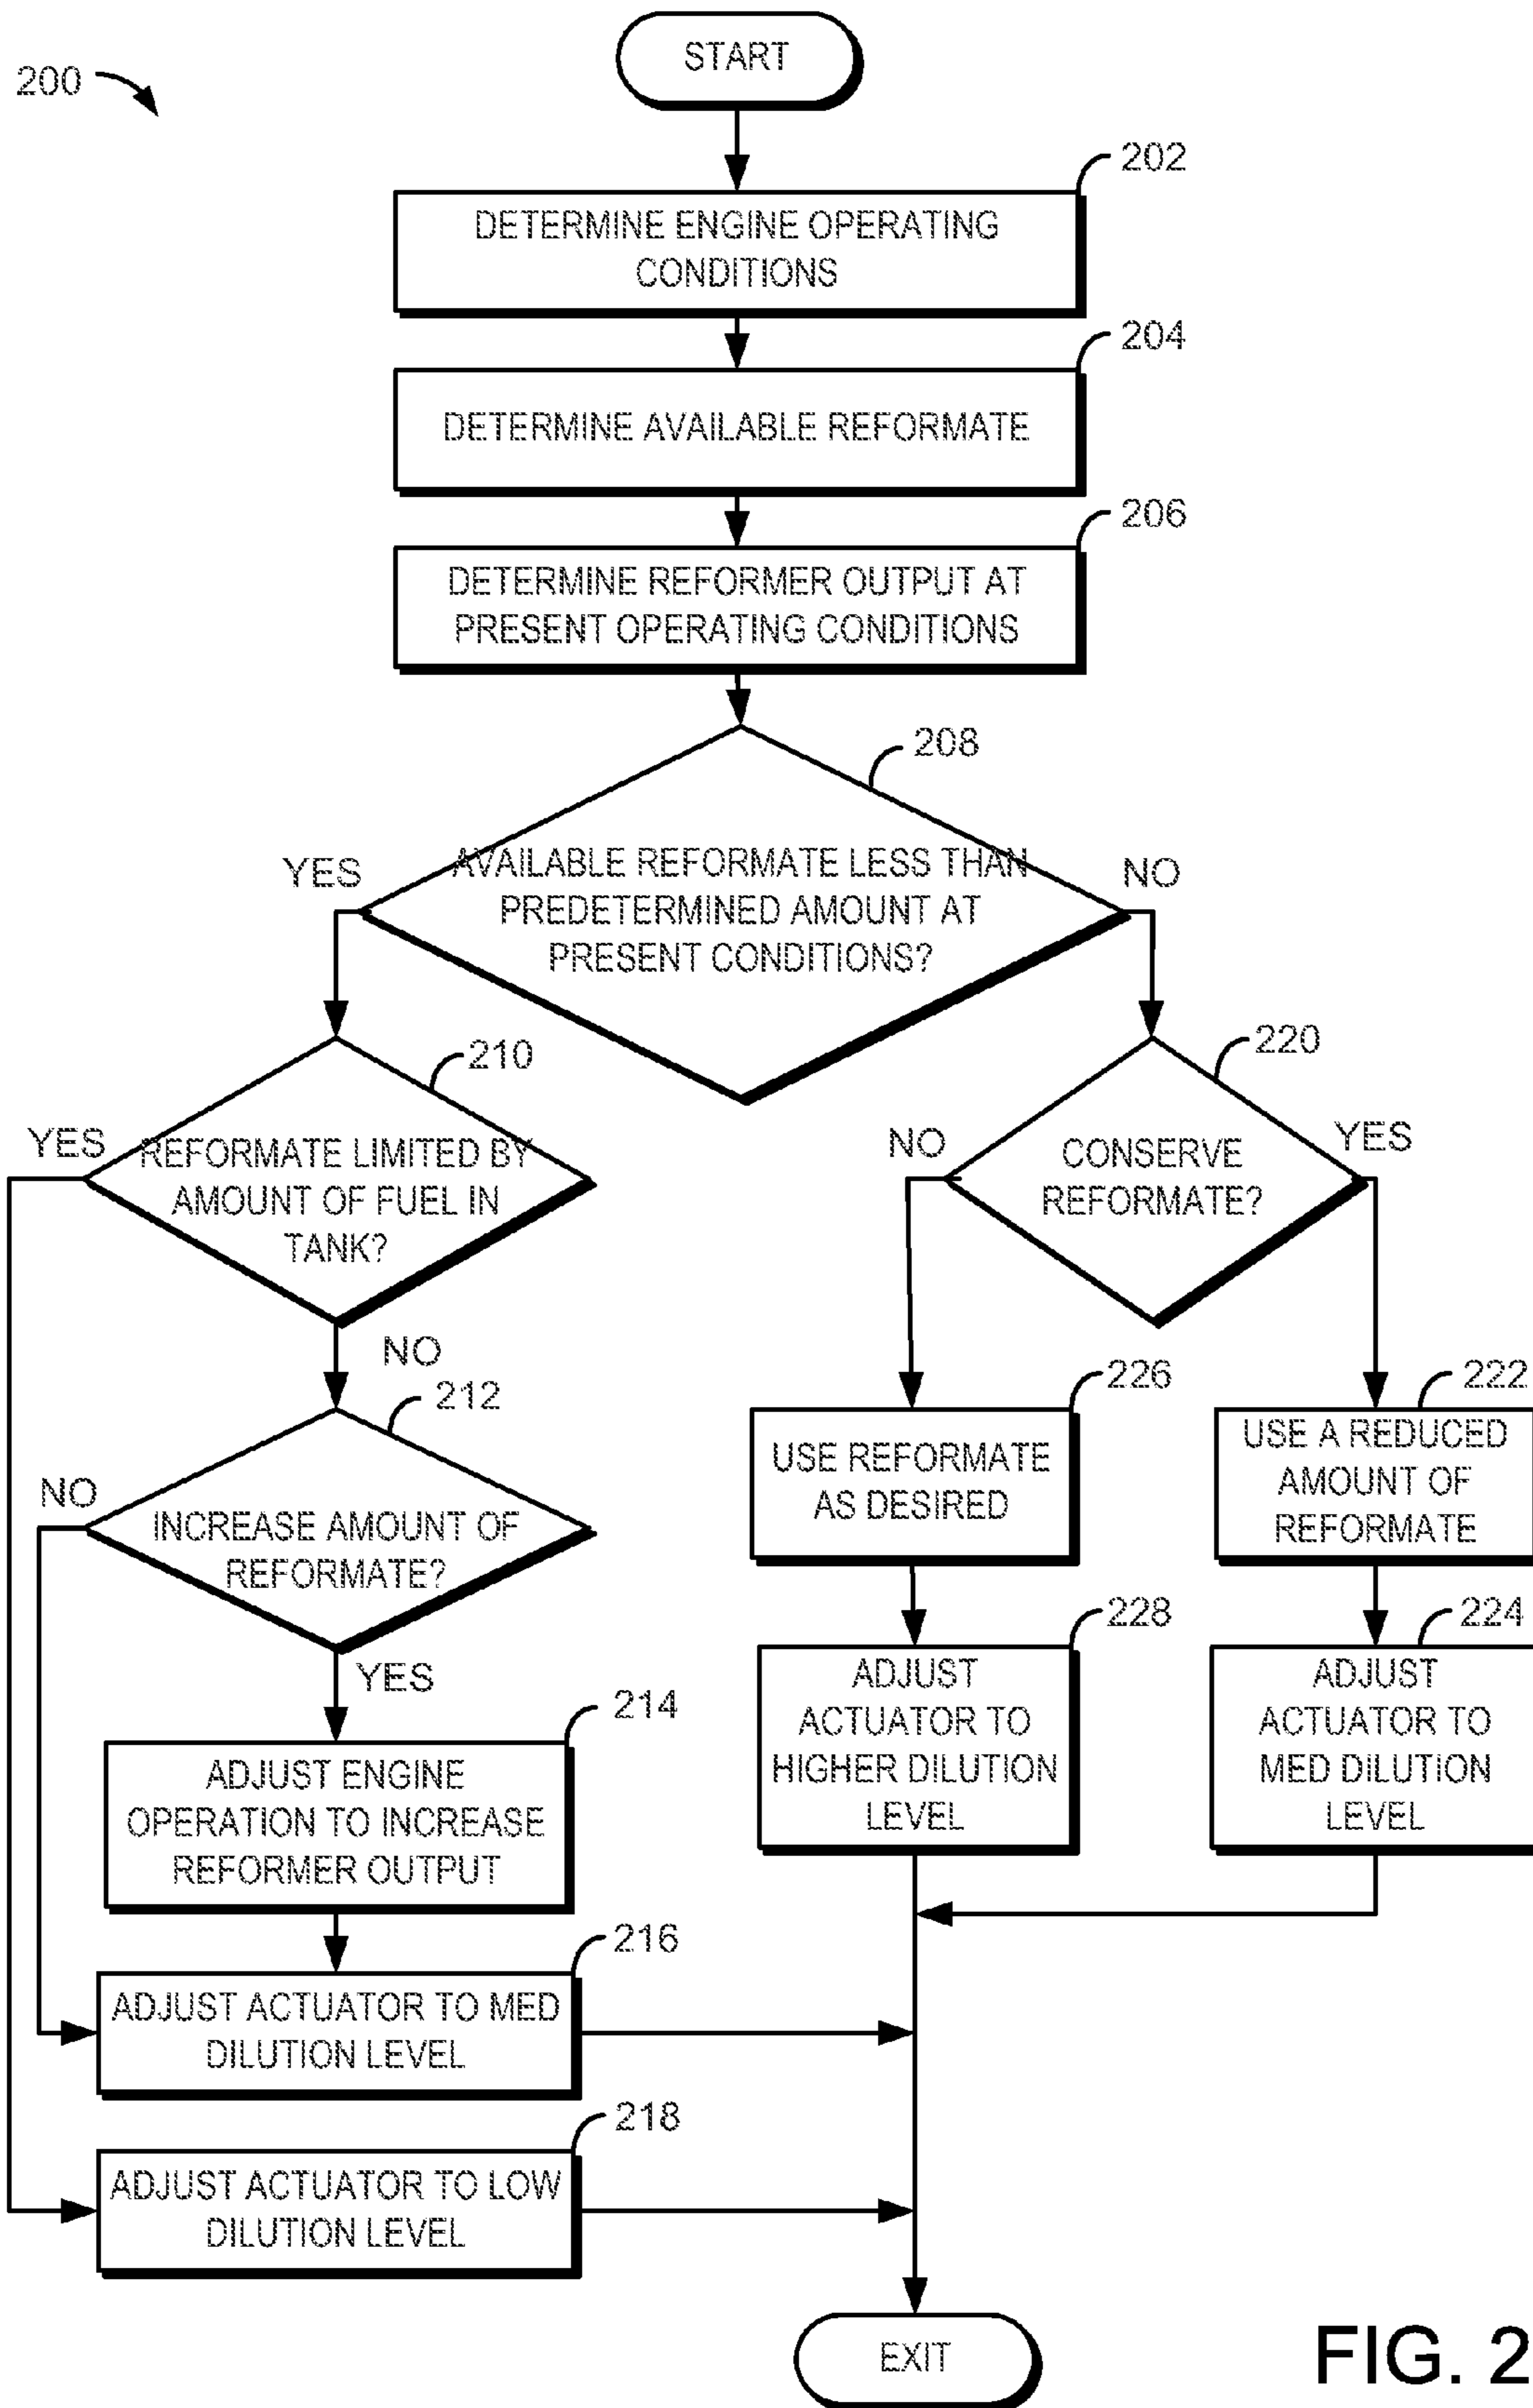 START
200
202
DETERMINE ENGINE OPERATING
CONDITIONS
204
DETERMINE AVAILABLE REFORMATE
206
DETERMINE REFORMER OUTPUT AT
PRESENT OPERATING CONDITIONS
208
YES
AVAILABLE REFORMATE LESS THAN
PREDETERMINED AMOUNT AT
PRESENT CONDITIONS?
NO
210
YES
REFORMATE LIMITED BY
AMOUNT OF FUEL IN
TANK?
NO
220
NO
CONSERVE
REFORMATE?
YES
212
NO
INCREASE AMOUNT OF
REFORMATE?
YES
226
USE REFORMATE
AS DESIRED
222
USE A REDUCED
AMOUNT OF
REFORMATE
228
ADJUST
ACTUATOR TO
HIGHER DILUTION
LEVEL
224
ADJUST
ACTUATOR TO
MED DILUTION
LEVEL
214
ADJUST ENGINE
OPERATION TO INCREASE
REFORMER OUTPUT
216
ADJUST ACTUATOR TO MED
DILUTION LEVEL
218
ADJUST ACTUATOR TO LOW
DILUTION LEVEL
EXIT
FIG. 2